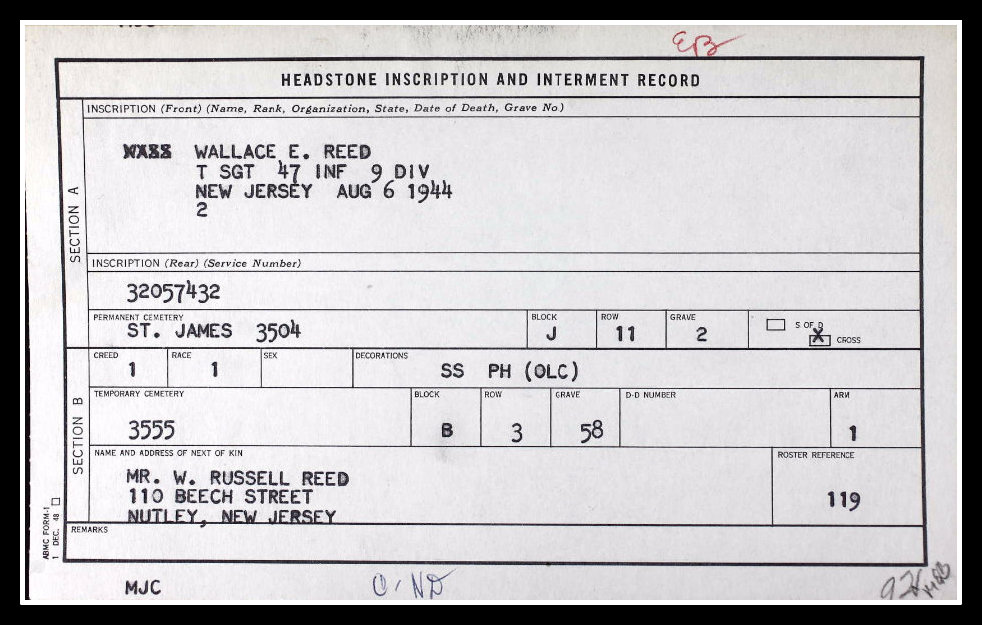 EB
HEADSTONE INSCRIPTION AND INTERMENT RECORD
SECTION A
INSCRIPTION (Front) (Name, Rank, Organization, State, Date of Death, Grave No.)
WALLACE E. REED
T SGT 47 INF 9 DIV
NEW JERSEY AUG 6 1944
2
INSCRIPTION (Rear) (Service Number)
32057432
PERMANENT CEMETERY BLOCK ROW GRAVE
ST. JAMES 3504 J 11 2 S OF D
X CROSS
SECTION B
CREED RACE SEX DECORATIONS
1 1 SS PH (OLC)
TEMPORARY CEMETERY BLOCK ROW GRAVE D-D NUMBER ARM
3555 B 3 58 1
NAME AND ADDRESS OF NEXT OF KIN ROSTER REFERENCE
MR. W. RUSSELL REED
110 BEECH STREET 119
NUTLEY, NEW JERSEY
REMARKS
ABMC FORM-1
1 DEC. 48
MJC